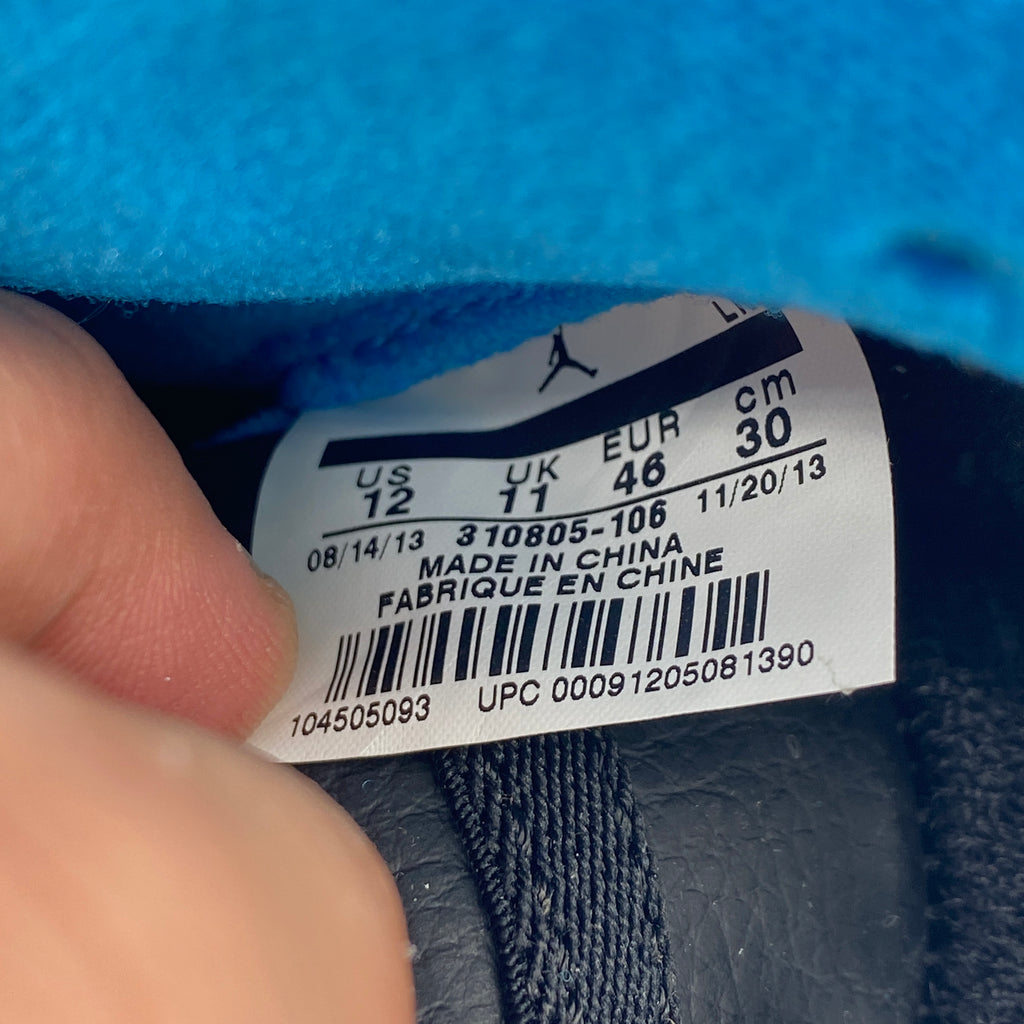 US UK EUR cm
12 11 46 30
08/14/13 310805-106 11/20/13
MADE IN CHINA
FABRIQUE EN CHINE
104505093 UPC 00091205081390